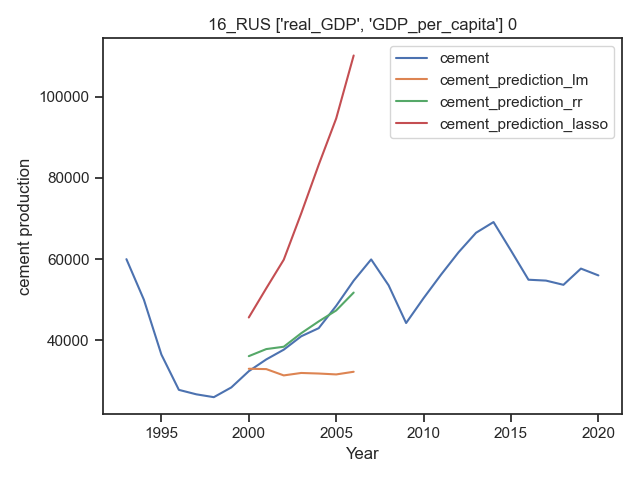 16_RUS ['real_GDP', 'GDP_per_capita'] 0
cement
cement_prediction_lm
cement_prediction_rr
cement_prediction_lasso
100000
80000
60000
40000
cement production
1995
2000
2005
2010
2015
2020
Year